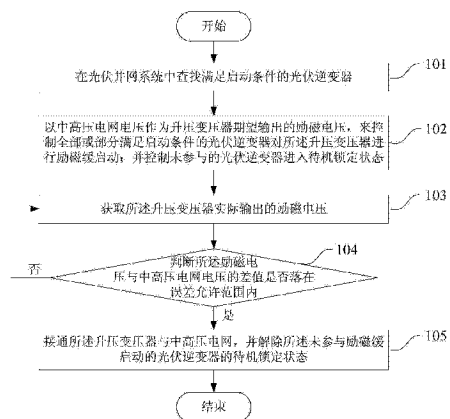 开始
在光伏并网系统中查找满足启动条件的光伏逆变器
101
以中高压电网电压作为升压变压器期望输出的励磁电压，来控
制全部或部分满足启动条件的光伏逆变器对所述升压变压器进
行励磁缓启动；并控制未参与的光伏逆变器进入待机锁定状态
102
获取所述升压变压器实际输出的励磁电压
103
判断所述励磁电
压与中高压电网电压的差值是否落在
误差允许范围内
104
否
是
接通所述升压变压器与中高压电网，并解除所述未参与励磁缓
启动的光伏逆变器的待机锁定状态
105
结束